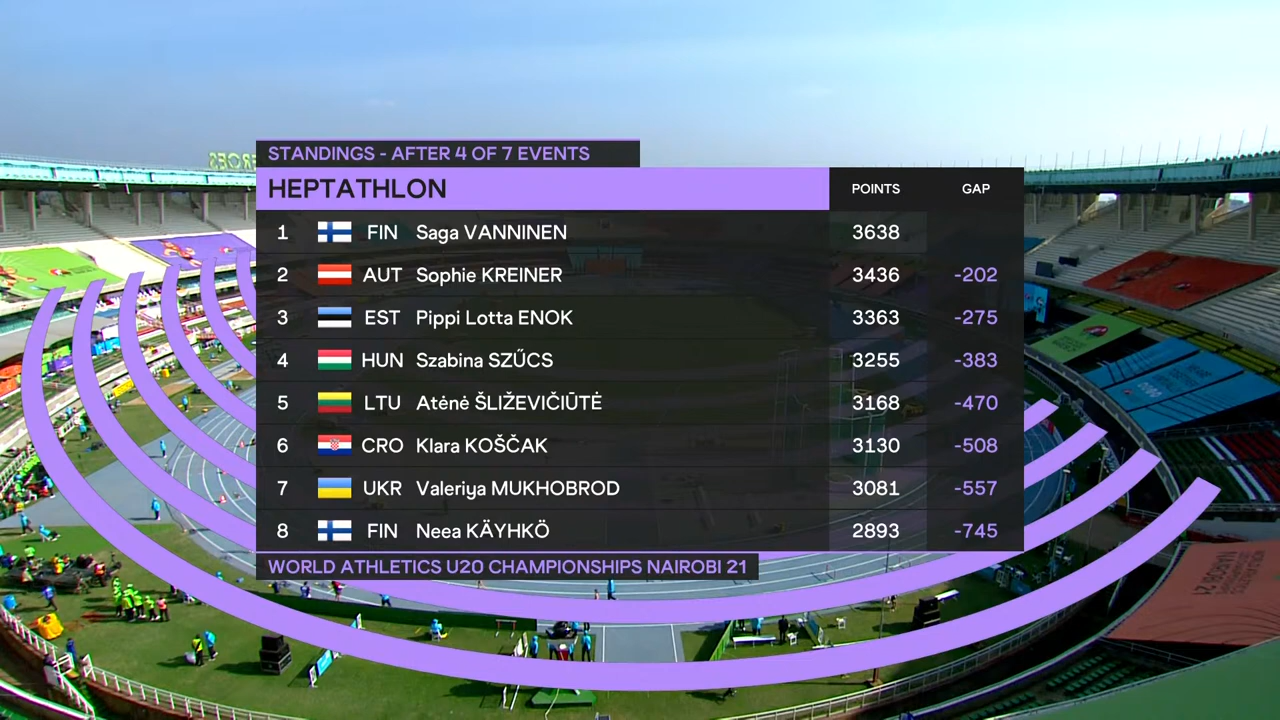 STANDINGS - AFTER 4 OF 7 EVENTS
HEPTATHLON POINTS GAP
1 FIN Saga VANNINEN 3638
2 AUT Sophie KREINER 3436 -202
3 EST Pippi Lotta ENOK 3363 -275
4 HUN Szabina SZŰCS 3255 -383
5 LTU Atėnė ŠLIŽEVIČIŪTĖ 3168 -470
6 CRO Klara KOŠČAK 3130 -508
7 UKR Valeriya MUKHOBROD 3081 -557
8 FIN Neea KÄYHKÖ 2893 -745
WORLD ATHLETICS U20 CHAMPIONSHIPS NAIROBI 21